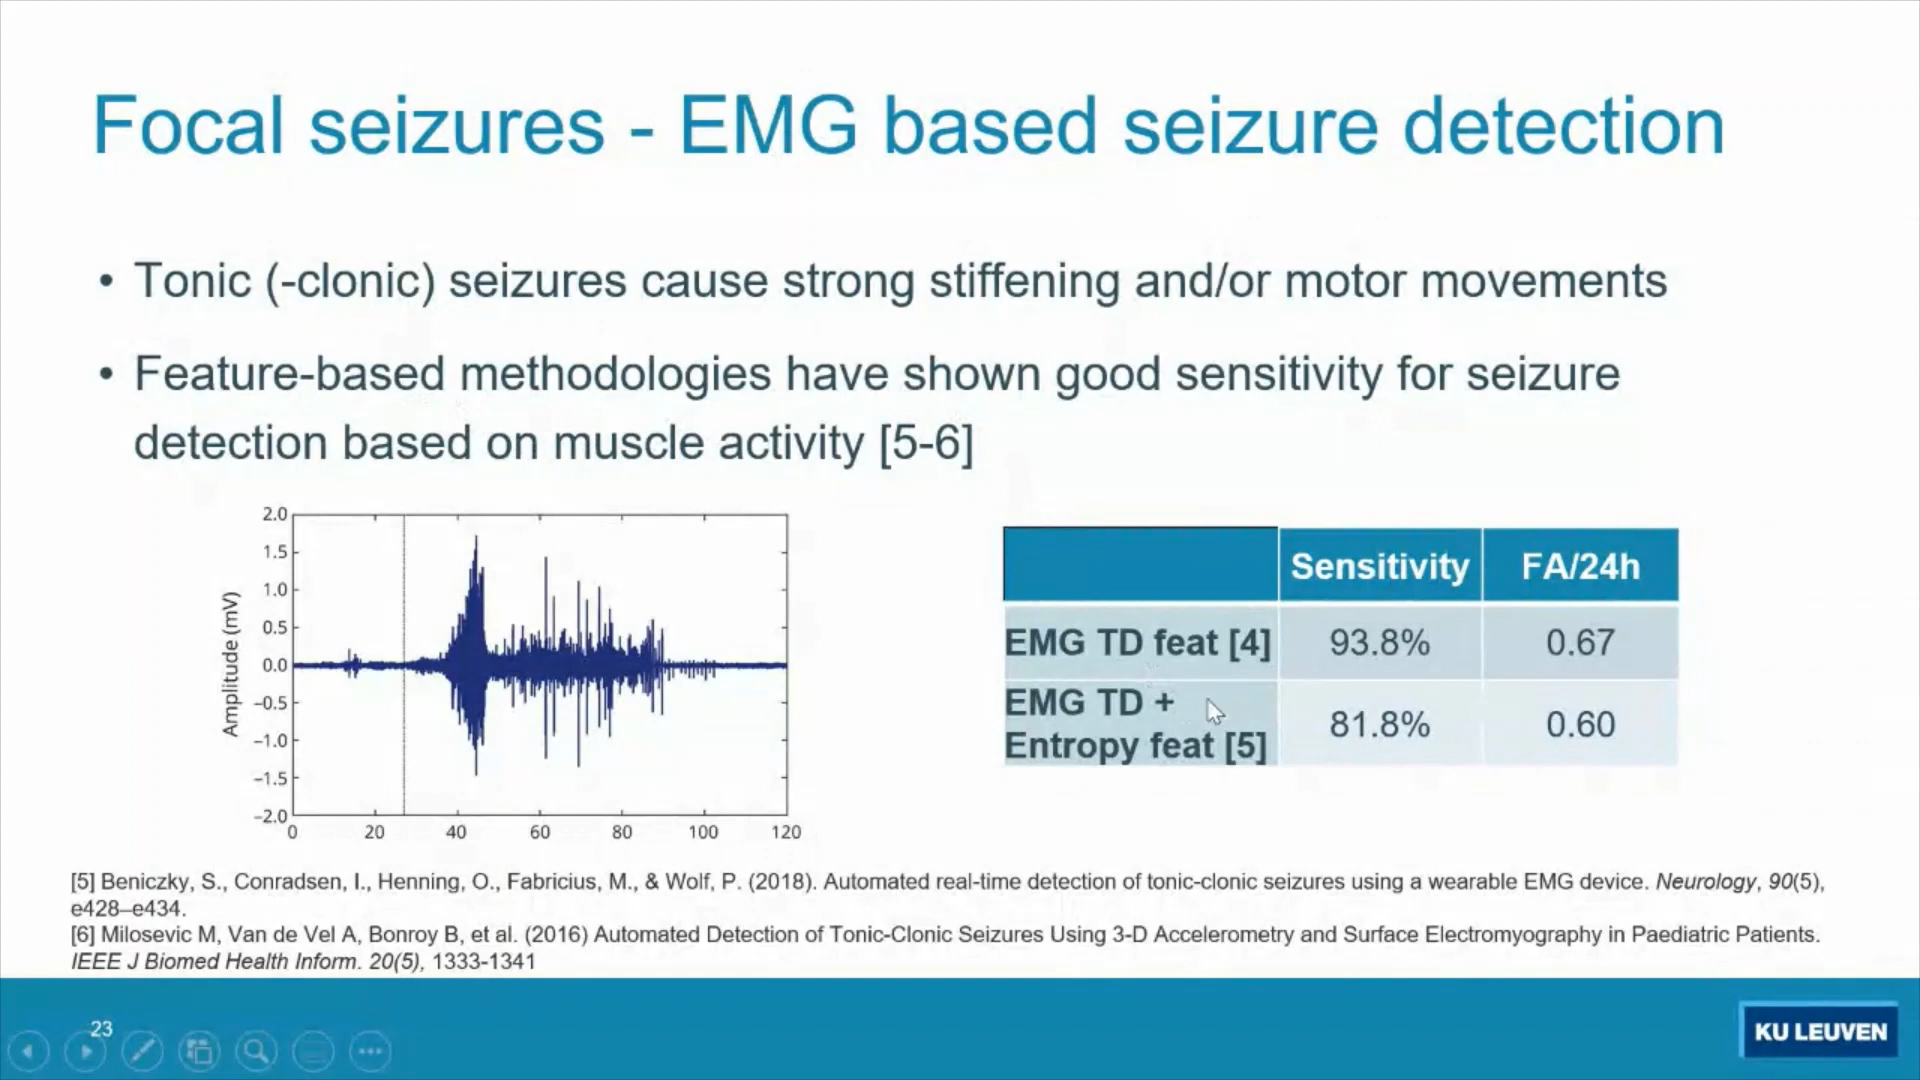 Focal seizures - EMG based seizure detection
• Tonic (-clonic) seizures cause strong stiffening and/or motor movements
• Feature-based methodologies have shown good sensitivity for seizure
detection based on muscle activity [5-6]
2.0
1.5
1.0
0.5
0.0
−0.5
−1.0
−1.5
−2.0
Amplitude (mV)
0 20 40 60 80 100 120
Sensitivity FA/24h
EMG TD feat [4] 93.8% 0.67
EMG TD +
Entropy feat [5] 81.8% 0.60
[5] Beniczky, S., Conradsen, I., Henning, O., Fabricius, M., & Wolf, P. (2018). Automated real-time detection of tonic-clonic seizures using a wearable EMG device. Neurology, 90(5),
e428–e434.
[6] Milosevic M, Van de Vel A, Bonroy B, et al. (2016) Automated Detection of Tonic-Clonic Seizures Using 3-D Accelerometry and Surface Electromyography in Paediatric Patients.
IEEE J Biomed Health Inform. 20(5), 1333-1341
23
KU LEUVEN